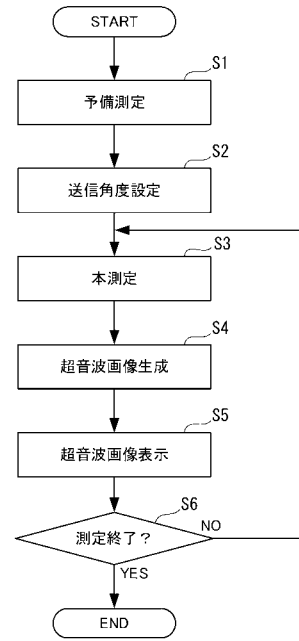 START
S1
予備測定
S2
送信角度設定
S3
本測定
S4
超音波画像生成
S5
超音波画像表示
S6
測定終了?
NO
YES
END